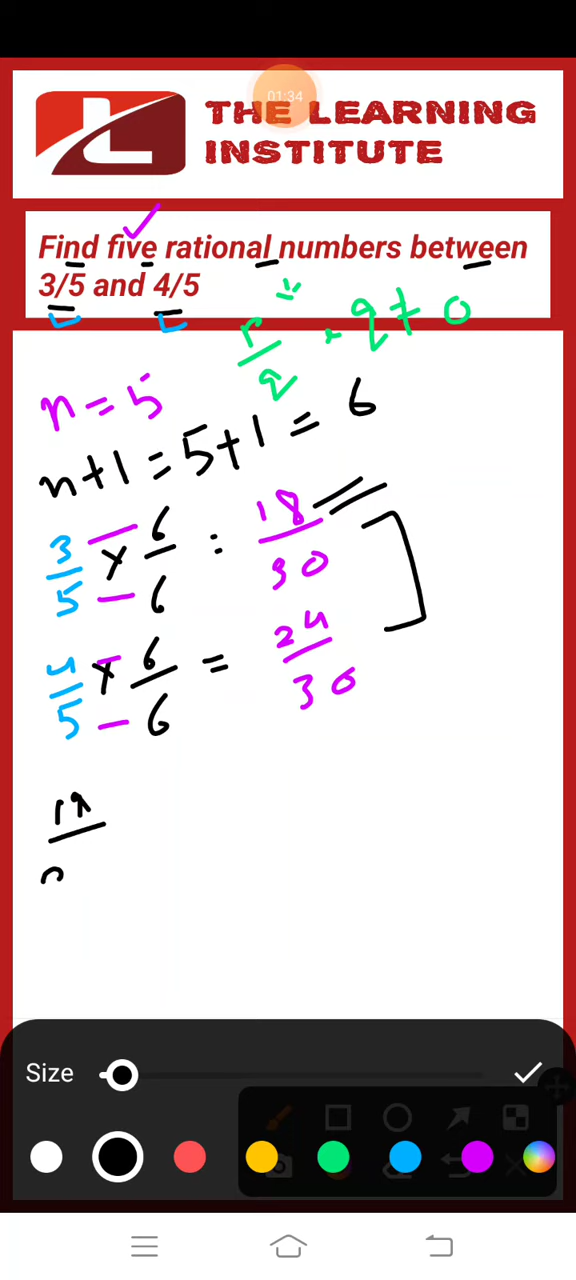 01:34
THE LEARNING
INSTITUTE
Find five rational numbers between
3/5 and 4/5
n = 5
n+1 = 5+1 = 6
3/5 × 6/6 = 18/30
4/5 × 6/6 = 24/30
Size